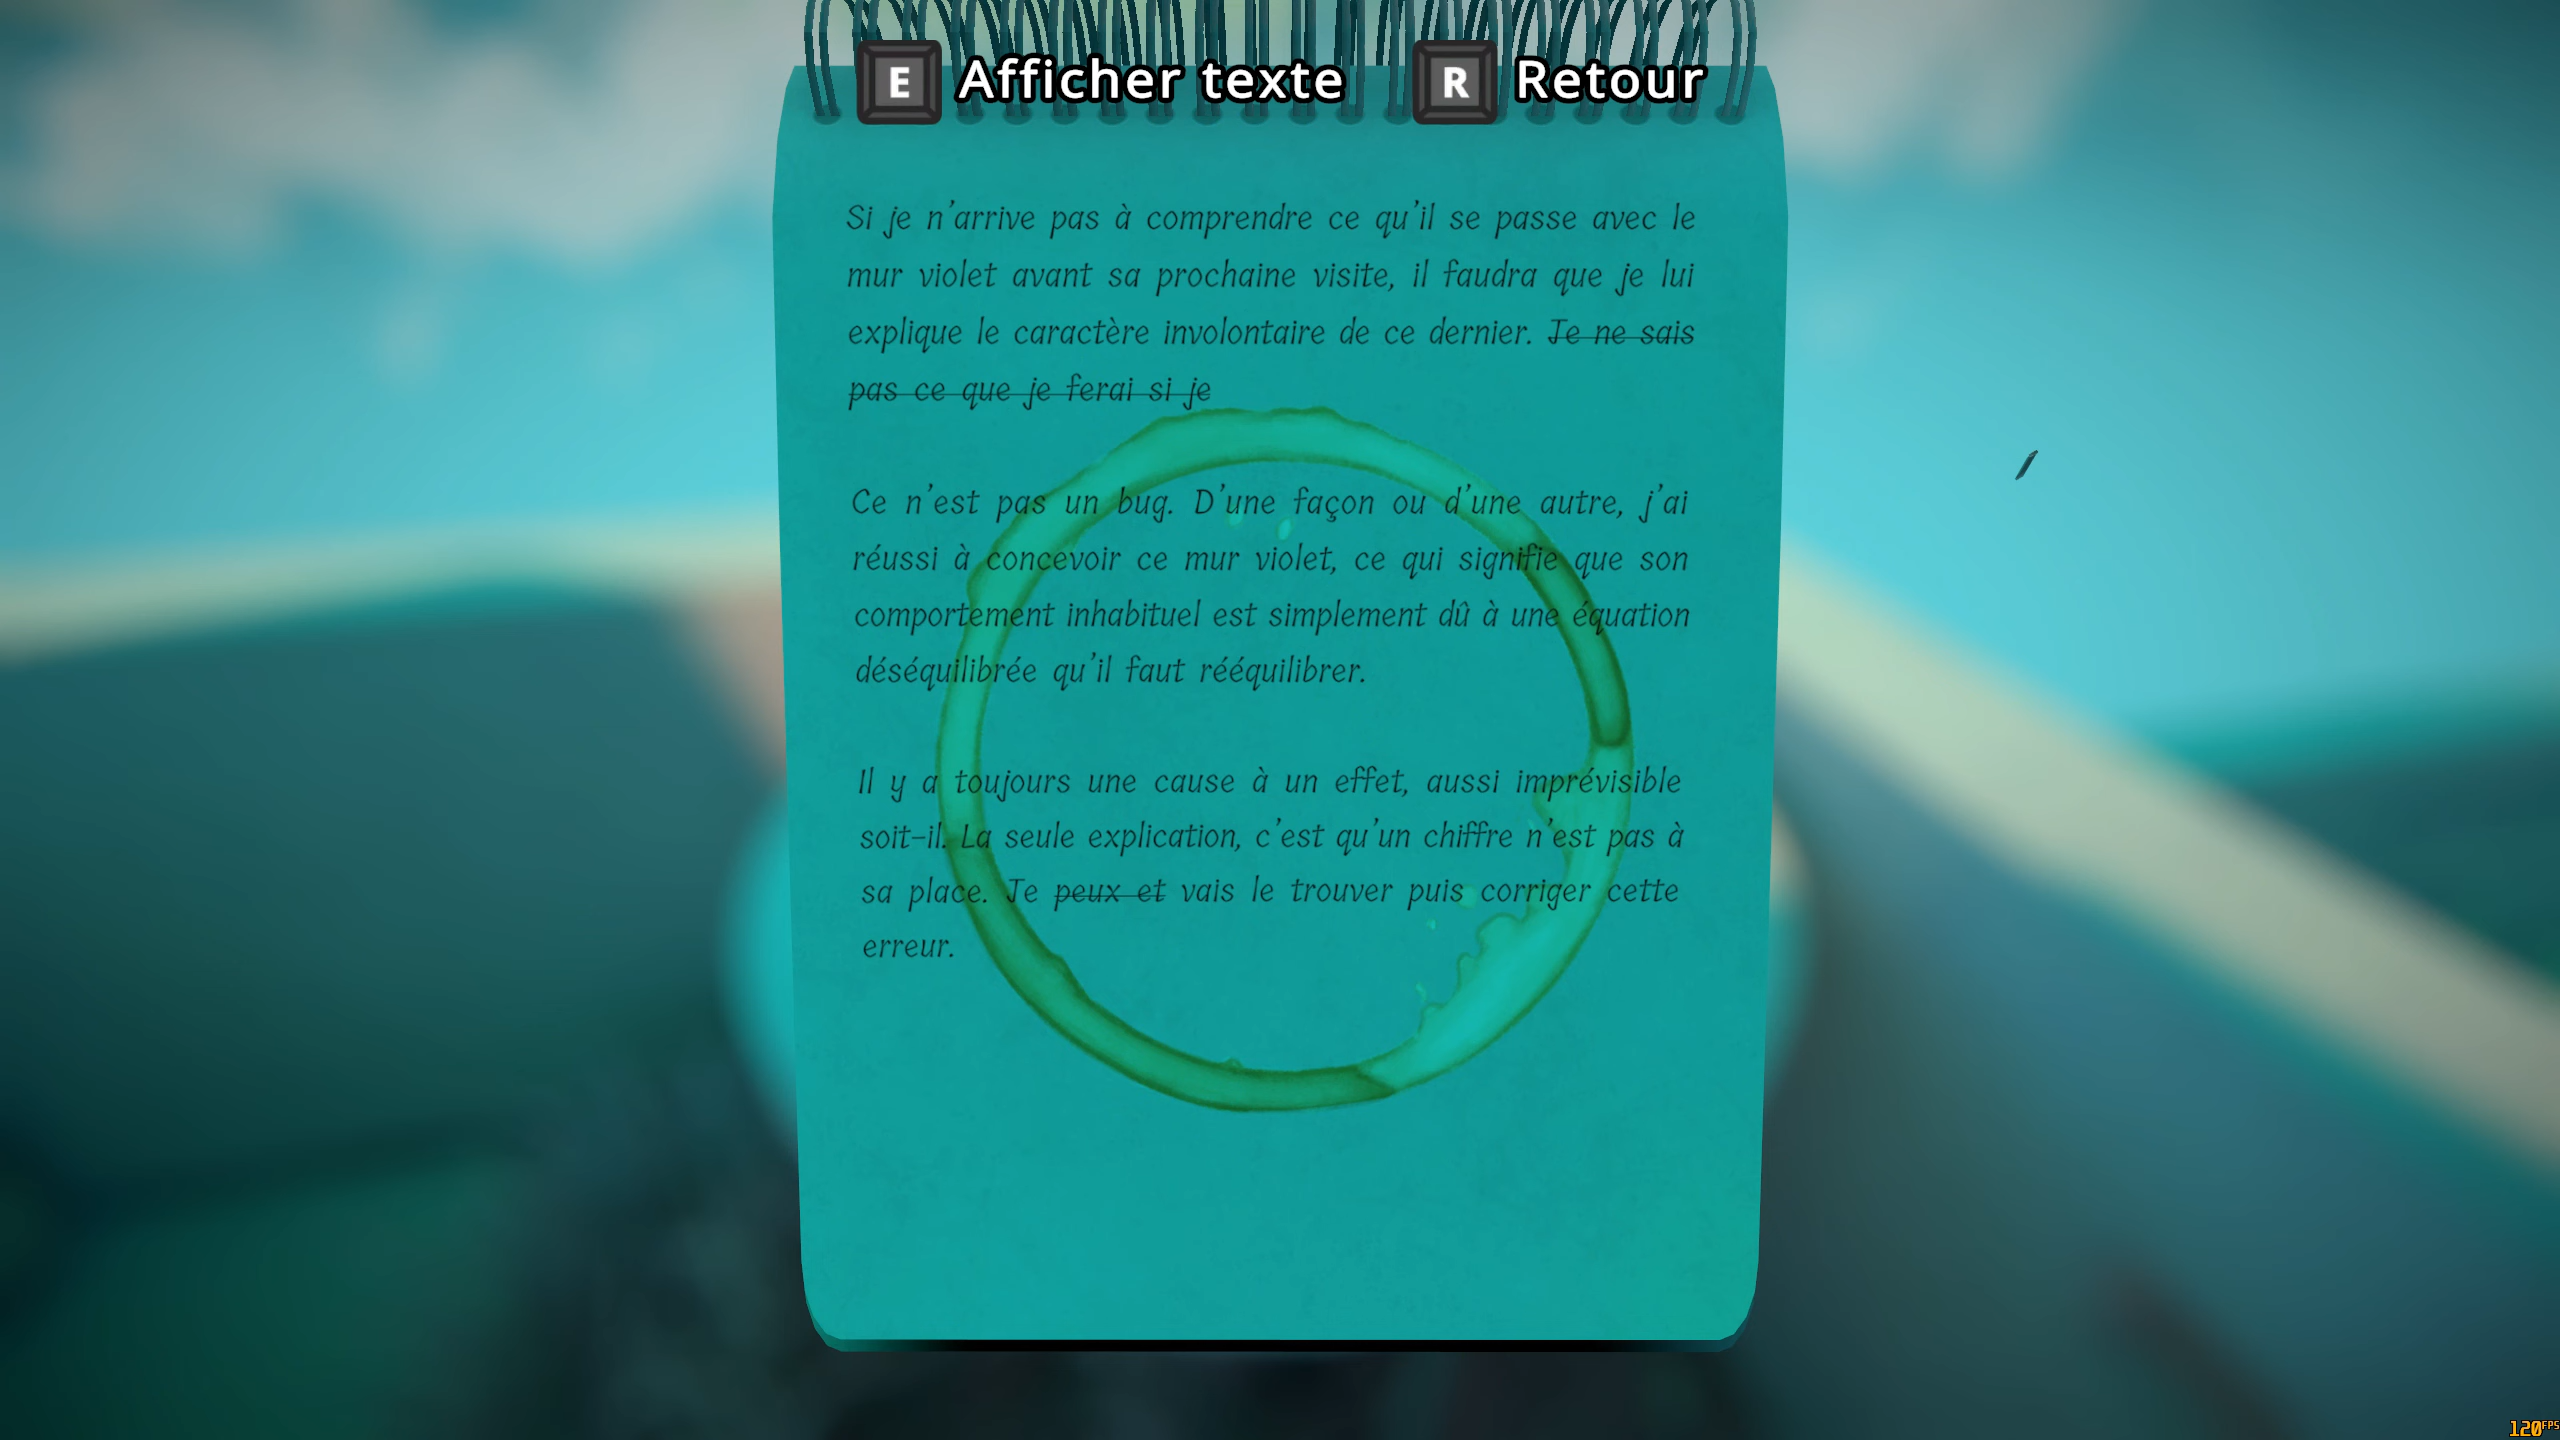 E Afficher texte R Retour
Si je n'arrive pas à comprendre ce qu'il se passe avec le
mur violet avant sa prochaine visite, il faudra que je lui
explique le caractère involontaire de ce dernier. Je ne sais
pas ce que je ferai si je
Ce n'est pas un bug. D'une façon ou d'une autre, j'ai
réussi à concevoir ce mur violet, ce qui signifie que son
comportement inhabituel est simplement dû à une équation
déséquilibrée qu'il faut rééquilibrer.
Il y a toujours une cause à un effet, aussi imprévisible
soit-il. La seule explication, c'est qu'un chiffre n'est pas à
sa place. Je peux et vais le trouver puis corriger cette
erreur.
120FPS